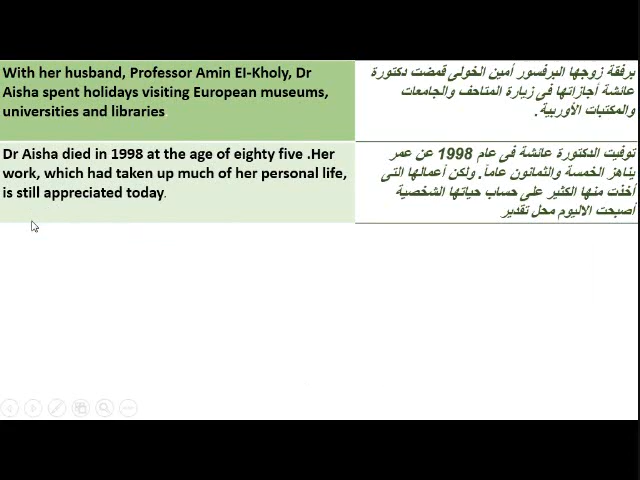 With her husband, Professor Amin El-Kholy, Dr
Aisha spent holidays visiting European museums,
universities and libraries
برفقة زوجها البرفسور أمين الخولى قمضت دكتورة
عائشة أجازاتها فى زيارة المتاحف والجامعات
والمكتبات الأوربية.
Dr Aisha died in 1998 at the age of eighty five .Her
work, which had taken up much of her personal life,
is still appreciated today.
توفيت الدكتورة عائشة فى عام 1998 عن عمر
يناهز الخمسة والثمانون عاماً. ولكن أعمالها التى
أخذت منها الكثير على حساب حياتها الشخصية
أصبحت الاليوم محل تقدير